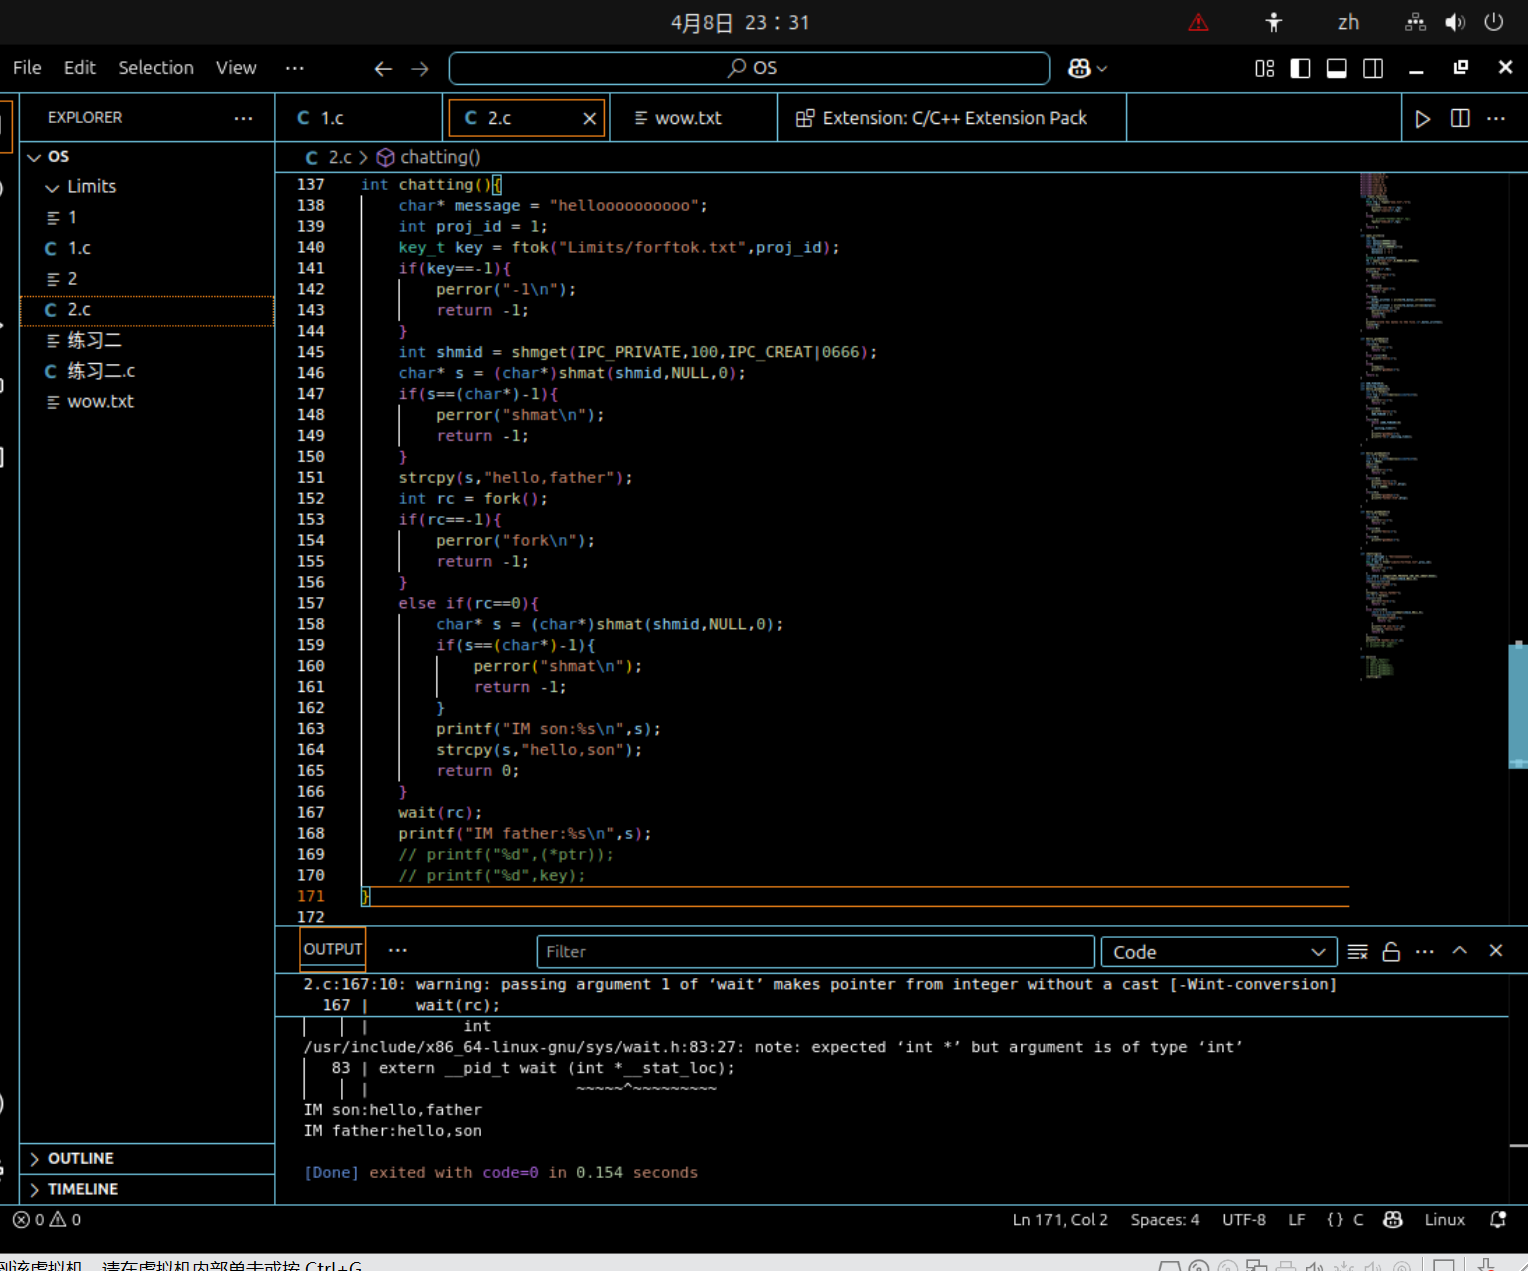 4月8日 23：31
zh
File Edit Selection View ··· OS
EXPLORER ···
C 1.c
C 2.c
wow.txt
Extension: C/C++ Extension Pack
OS
Limits
1
C 1.c
2
C 2.c
练习二
C 练习二.c
wow.txt
OUTLINE
TIMELINE
C 2.c > chatting()
137 int chatting(){
138 char* message = "helloooooooooo";
139 int proj_id = 1;
140 key_t key = ftok("Limits/forftok.txt",proj_id);
141 if(key==-1){
142 perror("-1\n");
143 return -1;
144 }
145 int shmid = shmget(IPC_PRIVATE,100,IPC_CREAT|0666);
146 char* s = (char*)shmat(shmid,NULL,0);
147 if(s==(char*)-1){
148 perror("shmat\n");
149 return -1;
150 }
151 strcpy(s,"hello,father");
152 int rc = fork();
153 if(rc==-1){
154 perror("fork\n");
155 return -1;
156 }
157 else if(rc==0){
158 char* s = (char*)shmat(shmid,NULL,0);
159 if(s==(char*)-1){
160 perror("shmat\n");
161 return -1;
162 }
163 printf("IM son:%s\n",s);
164 strcpy(s,"hello,son");
165 return 0;
166 }
167 wait(rc);
168 printf("IM father:%s\n",s);
169 // printf("%d",(*ptr));
170 // printf("%d",key);
171 }
172
OUTPUT ··· Filter Code
2.c:167:10: warning: passing argument 1 of ‘wait’ makes pointer from integer without a cast [-Wint-conversion]
167 | wait(rc);
| int
/usr/include/x86_64-linux-gnu/sys/wait.h:83:27: note: expected ‘int *’ but argument is of type ‘int’
83 | extern __pid_t wait (int *__stat_loc);
| ~~~~~^~~~~~~~~~
IM son:hello,father
IM father:hello,son
[Done] exited with code=0 in 0.154 seconds
0 0
Ln 171, Col 2 Spaces: 4 UTF-8 LF {} C Linux
到该虚拟机，请在虚拟机内部单击或按 Ctrl+G